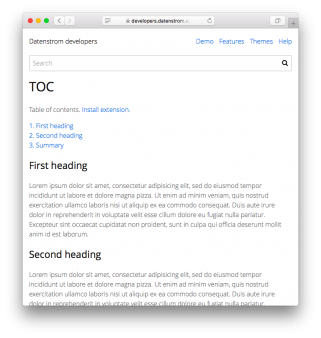 developers.datenstrom.
Datenstrom developers Demo Features Themes Help
Search
TOC
Table of contents. Install extension.
1. First heading
2. Second heading
3. Summary
First heading
Lorem ipsum dolor sit amet, consectetur adipisicing elit, sed do eiusmod tempor
incididunt ut labore et dolore magna pizza. Ut enim ad minim veniam, quis nostrud
exercitation ullamco laboris nisi ut aliquip ex ea commodo consequat. Duis aute irure
dolor in reprehenderit in voluptate velit esse cillum dolore eu fugiat nulla pariatur.
Excepteur sint occaecat cupidatat non proident, sunt in culpa qui officia deserunt mollit
anim id est laborum.
Second heading
Lorem ipsum dolor sit amet, consectetur adipisicing elit, sed do eiusmod tempor
incididunt ut labore et dolore magna pizza. Ut enim ad minim veniam, quis nostrud
exercitation ullamco laboris nisi ut aliquip ex ea commodo consequat. Duis aute irure
dolor in reprehenderit in voluptate velit esse cillum dolore eu fugiat nulla pariatur.